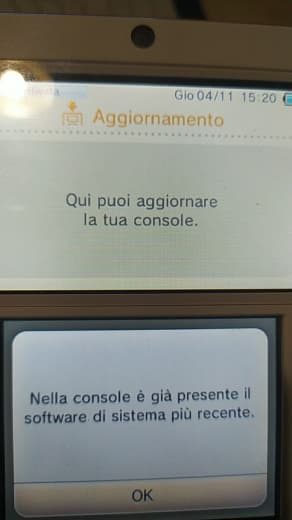 Gio 04/11 15:20
Aggiornamento
Qui puoi aggiornare
la tua console.
Nella console è già presente il
software di sistema più recente.
OK